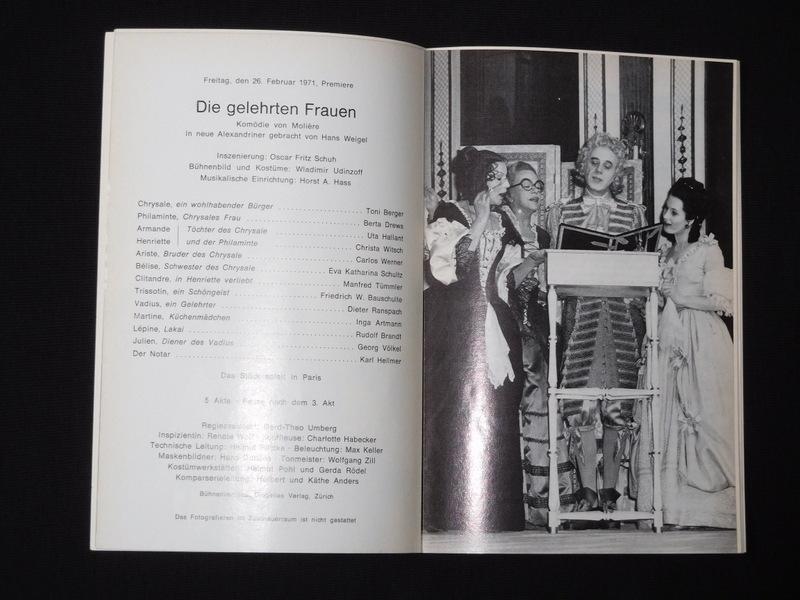 Freitag, den 26. Februar 1971, Premiere
Die gelehrten Frauen
Komödie von Molière
in neue Alexandriner gebracht von Hans Weigel
Inszenierung: Oscar Fritz Schuh
Bühnenbild und Kostüme: Wladimir Udinzoff
Musikalische Einrichtung: Horst A. Hass
Chrysale, ein wohlhabender Bürger Toni Berger
Philaminte, Chrysales Frau Berta Drews
Armande Töchter des Chrysale Uta Hallant
Henriette und der Philaminte Christa Witsch
Ariste, Bruder des Chrysale Carlos Werner
Bélise, Schwester des Chrysale Eva Katharina Schultz
Clitandre, in Henriette verliebt Manfred Tümmler
Trissotin, ein Schöngeist Friedrich W. Bauschulte
Vadius, ein Gelehrter Dieter Ranspach
Martine, Küchenmädchen Inga Artmann
Lépine, Lakai Rudolf Brandt
Julien, Diener des Vadius Georg Völkel
Der Notar Karl Hellmer
Das Stück spielt in Paris
5 Akte - Pause nach dem 3. Akt
Regieassistent: Gerd-Theo Umberg
Inspizientin: Renate Souffleuse: Charlotte Habecker
Technische Leitung: Beleuchtung: Max Keller
Maskenbildner: Hans Tonmeister: Wolfgang Zill
Kostümwerkstätten: Helmut Pohl und Gerda Rödel
Komparserieleitung: Herbert und Käthe Anders
Verlag, Zürich
Das Fotografieren im Zuschauerraum ist nicht gestattet